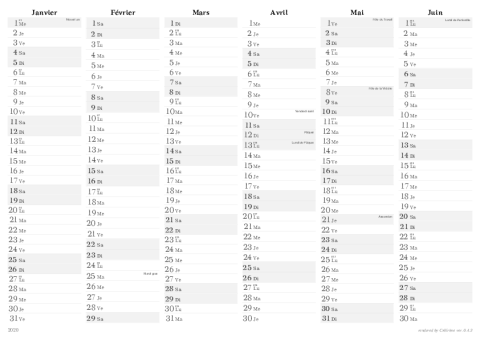 Janvier
1 Me Nouvel An
2 Je
3 Ve
4 Sa
5 Di
6 Lu
7 Ma
8 Me
9 Je
10 Ve
11 Sa
12 Di
13 Lu
14 Ma
15 Me
16 Je
17 Ve
18 Sa
19 Di
20 Lu
21 Ma
22 Me
23 Je
24 Ve
25 Sa
26 Di
27 Lu
28 Ma
29 Me
30 Je
31 Ve
Février
1 Sa
2 Di
3 Lu
4 Ma
5 Me
6 Je
7 Ve
8 Sa
9 Di
10 Lu
11 Ma
12 Me
13 Je
14 Ve
15 Sa
16 Di
17 Lu
18 Ma
19 Me
20 Je
21 Ve
22 Sa
23 Di
24 Lu
25 Ma Mardi gras
26 Me
27 Je
28 Ve
29 Sa
Mars
1 Di
2 Lu
3 Ma
4 Me
5 Je
6 Ve
7 Sa
8 Di
9 Lu
10 Ma
11 Me
12 Je
13 Ve
14 Sa
15 Di
16 Lu
17 Ma
18 Me
19 Je
20 Ve
21 Sa
22 Di
23 Lu
24 Ma
25 Me
26 Je
27 Ve
28 Sa
29 Di
30 Lu
31 Ma
Avril
1 Me
2 Je
3 Ve
4 Sa
5 Di
6 Lu
7 Ma
8 Me
9 Je
10 Ve Vendredi saint
11 Sa
12 Di Pâques
13 Lu Lundi de Pâques
14 Ma
15 Me
16 Je
17 Ve
18 Sa
19 Di
20 Lu
21 Ma
22 Me
23 Je
24 Ve
25 Sa
26 Di
27 Lu
28 Ma
29 Me
30 Je
Mai
1 Ve Fête du Travail
2 Sa
3 Di
4 Lu
5 Ma
6 Me
7 Je
8 Ve Fête de la Victoire
9 Sa
10 Di
11 Lu
12 Ma
13 Me
14 Je
15 Ve
16 Sa
17 Di
18 Lu
19 Ma
20 Me
21 Je Ascension
22 Ve
23 Sa
24 Di
25 Lu
26 Ma
27 Me
28 Je
29 Ve
30 Sa
31 Di
Juin
1 Lu Lundi de Pentecôte
2 Ma
3 Me
4 Je
5 Ve
6 Sa
7 Di
8 Lu
9 Ma
10 Me
11 Je
12 Ve
13 Sa
14 Di
15 Lu
16 Ma
17 Me
18 Je
19 Ve
20 Sa
21 Di
22 Lu
23 Ma
24 Me
25 Je
26 Ve
27 Sa
28 Di
29 Lu
30 Ma
2020